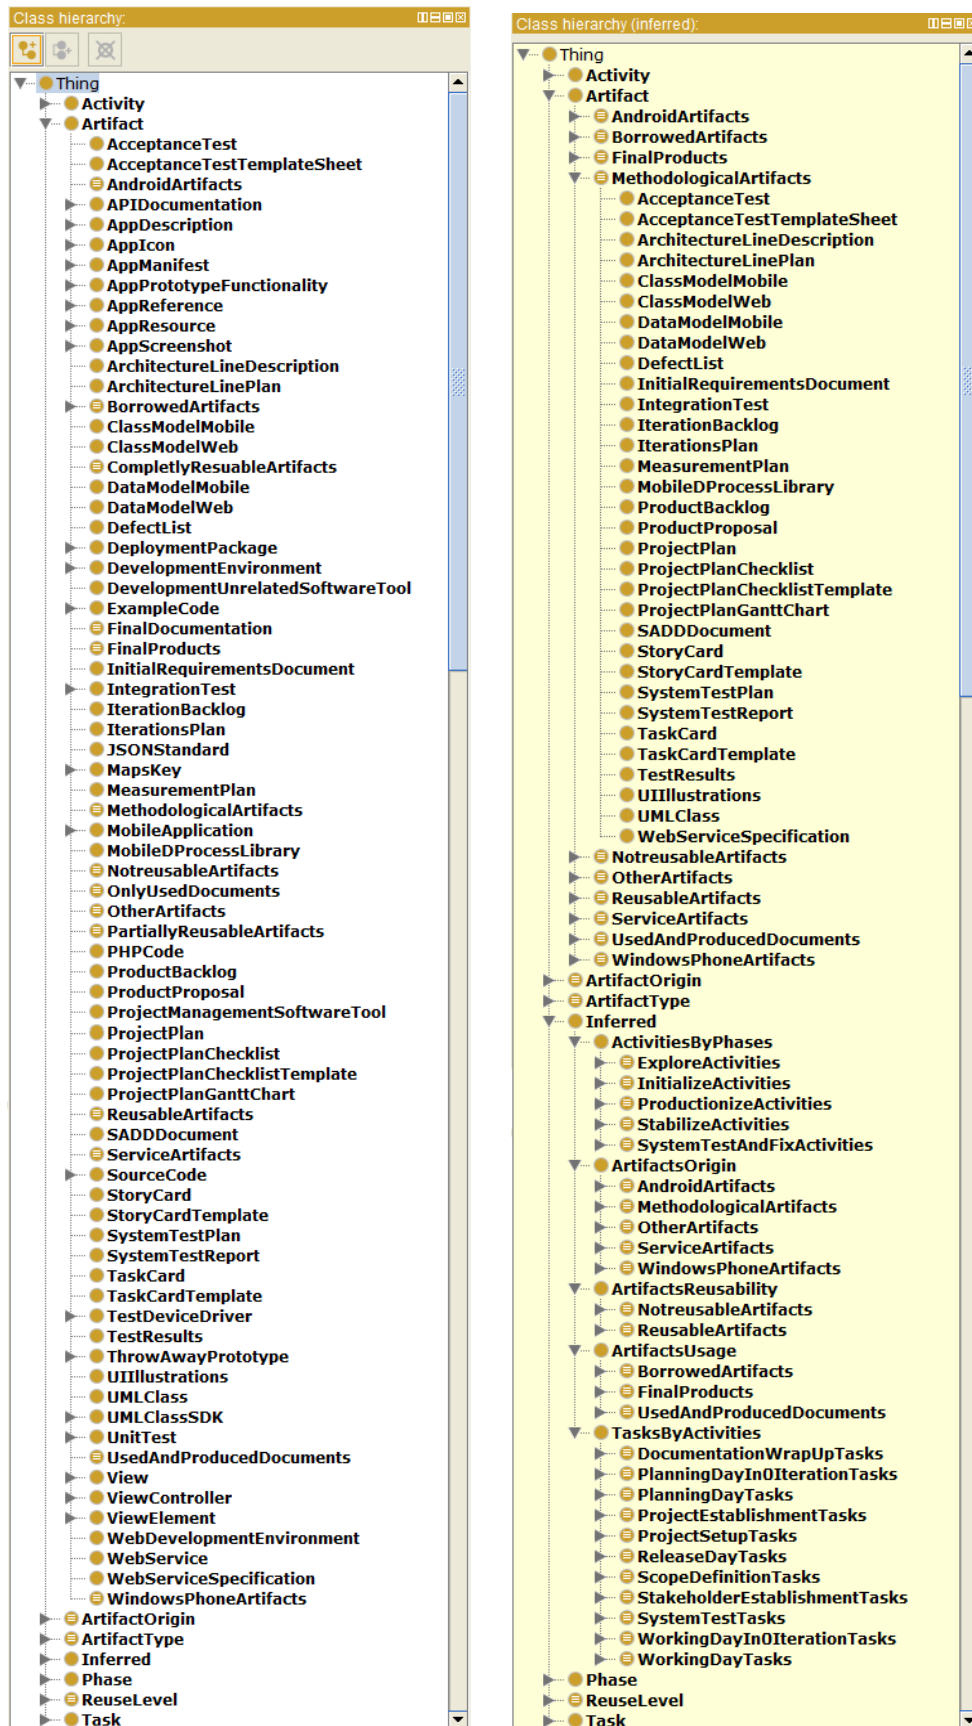 Class hierarchy:
Thing
Activity
Artifact
AcceptanceTest
AcceptanceTestTemplateSheet
AndroidArtifacts
APIDocumentation
AppDescription
AppIcon
AppManifest
AppPrototypeFunctionality
AppReference
AppResource
AppScreenshot
ArchitectureLineDescription
ArchitectureLinePlan
BorrowedArtifacts
ClassModelMobile
ClassModelWeb
CompletlyResuableArtifacts
DataModelMobile
DataModelWeb
DefectList
DeploymentPackage
DevelopmentEnvironment
DevelopmentUnrelatedSoftwareTool
ExampleCode
FinalDocumentation
FinalProducts
InitialRequirementsDocument
IntegrationTest
IterationBacklog
IterationsPlan
JSONStandard
MapsKey
MeasurementPlan
MethodologicalArtifacts
MobileApplication
MobileDProcessLibrary
NotreusableArtifacts
OnlyUsedDocuments
OtherArtifacts
PartiallyReusableArtifacts
PHPCode
ProductBacklog
ProductProposal
ProjectManagementSoftwareTool
ProjectPlan
ProjectPlanChecklist
ProjectPlanChecklistTemplate
ProjectPlanGanttChart
ReusableArtifacts
SADDDocument
ServiceArtifacts
SourceCode
StoryCard
StoryCardTemplate
SystemTestPlan
SystemTestReport
TaskCard
TaskCardTemplate
TestDeviceDriver
TestResults
ThrowAwayPrototype
UIIllustrations
UMLClass
UMLClassSDK
UnitTest
UsedAndProducedDocuments
View
ViewController
ViewElement
WebDevelopmentEnvironment
WebService
WebServiceSpecification
WindowsPhoneArtifacts
ArtifactOrigin
ArtifactType
Inferred
Phase
ReuseLevel
Task
Class hierarchy (inferred):
Thing
Activity
Artifact
AndroidArtifacts
BorrowedArtifacts
FinalProducts
MethodologicalArtifacts
AcceptanceTest
AcceptanceTestTemplateSheet
ArchitectureLineDescription
ArchitectureLinePlan
ClassModelMobile
ClassModelWeb
DataModelMobile
DataModelWeb
DefectList
InitialRequirementsDocument
IntegrationTest
IterationBacklog
IterationsPlan
MeasurementPlan
MobileDProcessLibrary
ProductBacklog
ProductProposal
ProjectPlan
ProjectPlanChecklist
ProjectPlanChecklistTemplate
ProjectPlanGanttChart
SADDDocument
StoryCard
StoryCardTemplate
SystemTestPlan
SystemTestReport
TaskCard
TaskCardTemplate
TestResults
UIIllustrations
UMLClass
WebServiceSpecification
NotreusableArtifacts
OtherArtifacts
ReusableArtifacts
ServiceArtifacts
UsedAndProducedDocuments
WindowsPhoneArtifacts
ArtifactOrigin
ArtifactType
Inferred
ActivitiesByPhases
ExploreActivities
InitializeActivities
ProductionizeActivities
StabilizeActivities
SystemTestAndFixActivities
ArtifactsOrigin
AndroidArtifacts
MethodologicalArtifacts
OtherArtifacts
ServiceArtifacts
WindowsPhoneArtifacts
ArtifactsReusability
NotreusableArtifacts
ReusableArtifacts
ArtifactsUsage
BorrowedArtifacts
FinalProducts
UsedAndProducedDocuments
TasksByActivities
DocumentationWrapUpTasks
PlanningDayIn0IterationTasks
PlanningDayTasks
ProjectEstablishmentTasks
ProjectSetupTasks
ReleaseDayTasks
ScopeDefinitionTasks
StakeholderEstablishmentTasks
SystemTestTasks
WorkingDayIn0IterationTasks
WorkingDayTasks
Phase
ReuseLevel
Task